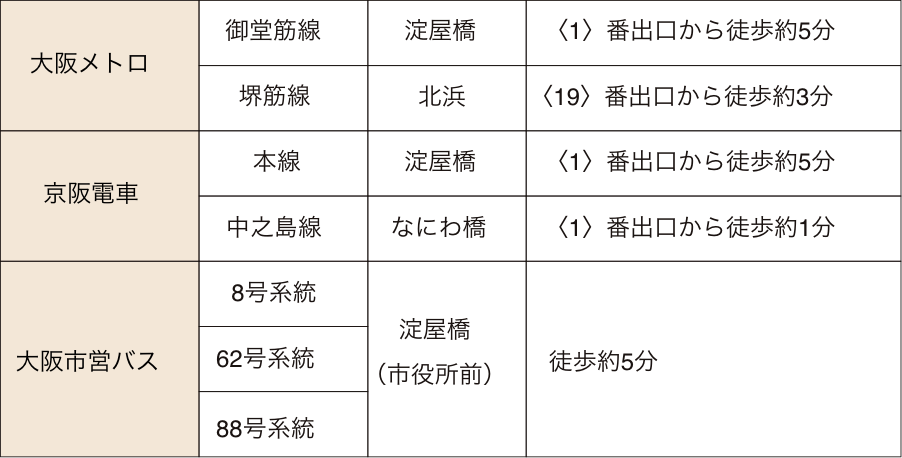 大阪メトロ
御堂筋線
淀屋橋
〈1〉番出口から徒歩約5分
堺筋線
北浜
〈19〉番出口から徒歩約3分
京阪電車
本線
淀屋橋
〈1〉番出口から徒歩約5分
中之島線
なにわ橋
〈1〉番出口から徒歩約1分
大阪市営バス
8号系統
62号系統
88号系統
淀屋橋
（市役所前）
徒歩約5分